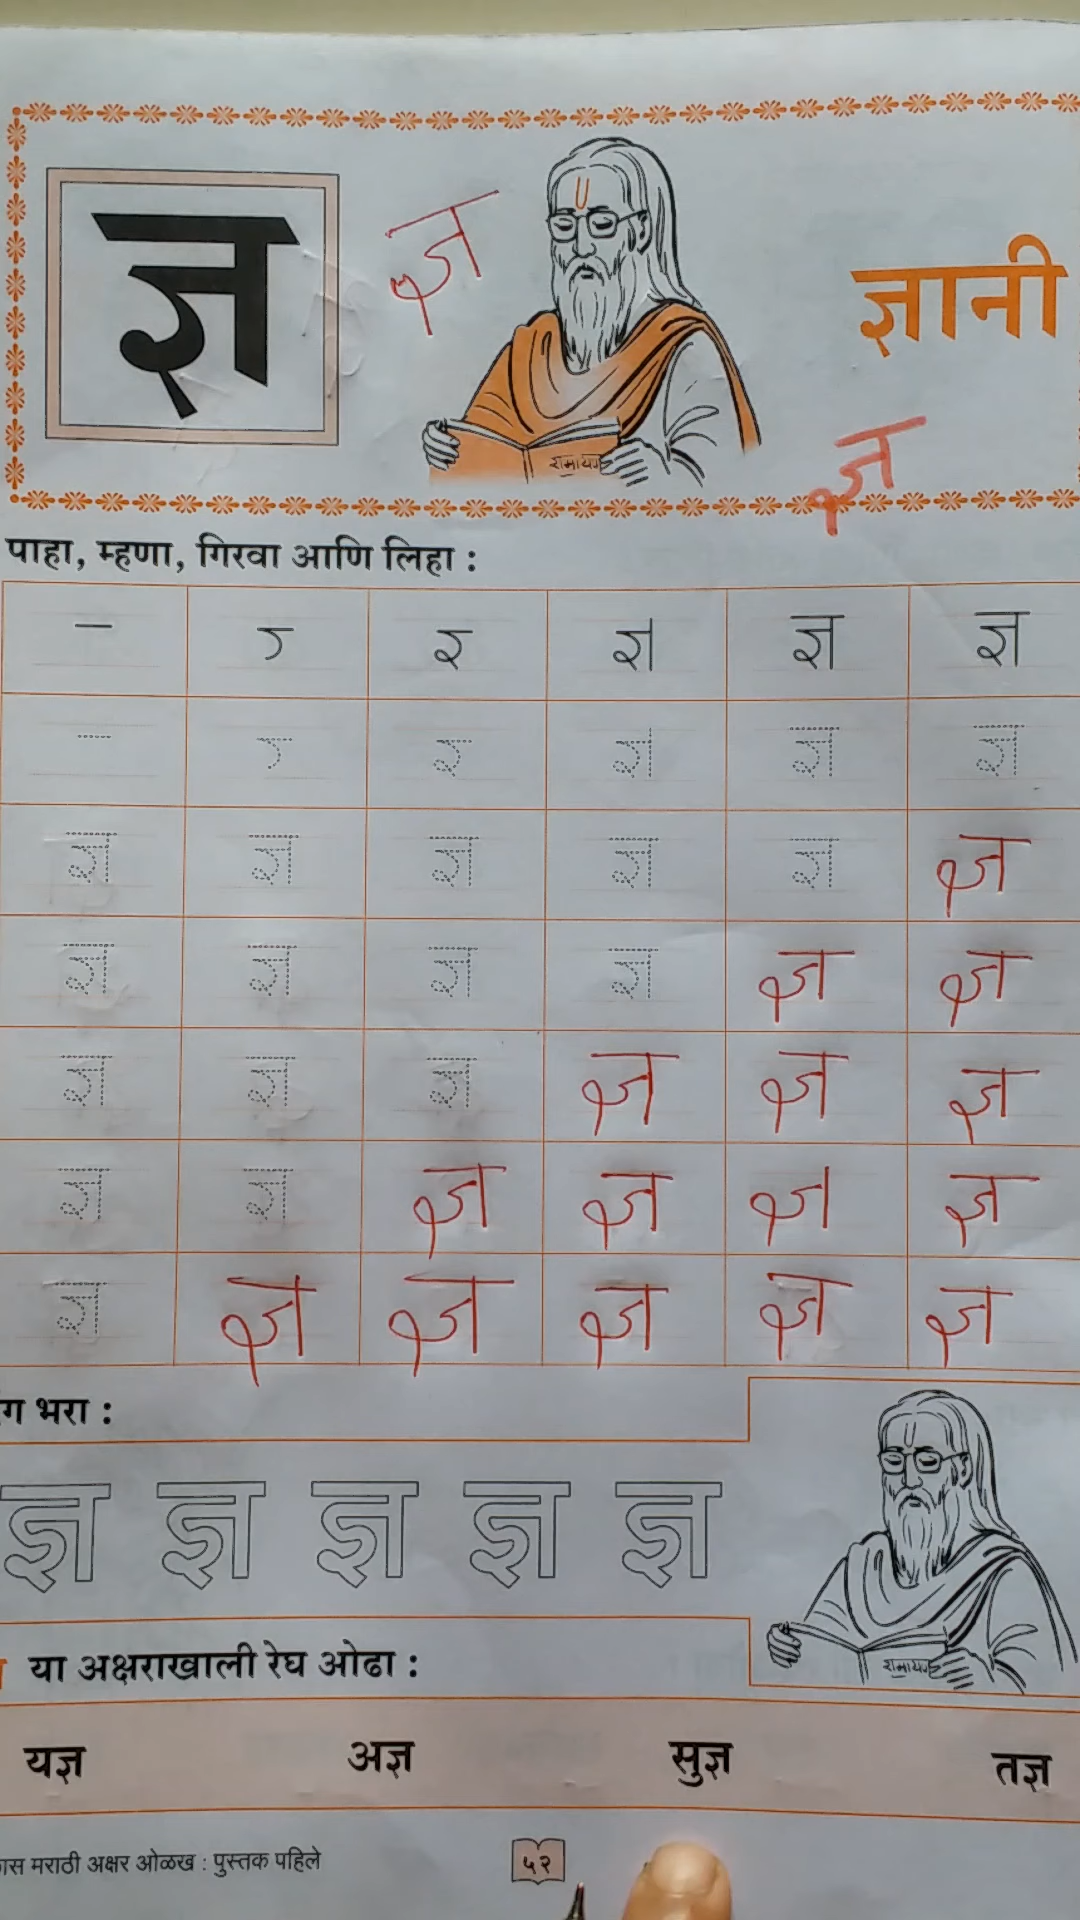 ज्ञ ज्ञ ज्ञानी
रामायण
ज्ञ
पाहा, म्हणा, गिरवा आणि लिहा :
ज्ञ ज्ञ ज्ञ
ज्ञ ज्ञ ज्ञ
ज्ञ ज्ञ ज्ञ ज्ञ ज्ञ ज्ञ
ज्ञ ज्ञ ज्ञ ज्ञ ज्ञ ज्ञ
ज्ञ ज्ञ ज्ञ ज्ञ ज्ञ ज्ञ
ज्ञ ज्ञ ज्ञ ज्ञ ज्ञ ज्ञ
ज्ञ ज्ञ ज्ञ ज्ञ ज्ञ ज्ञ
भरा :
ज्ञ ज्ञ ज्ञ ज्ञ ज्ञ
रामायण
या अक्षराखाली रेघ ओढा :
यज्ञ अज्ञ सुज्ञ तज्ञ
मराठी अक्षर ओळख : पुस्तक पहिले ५२